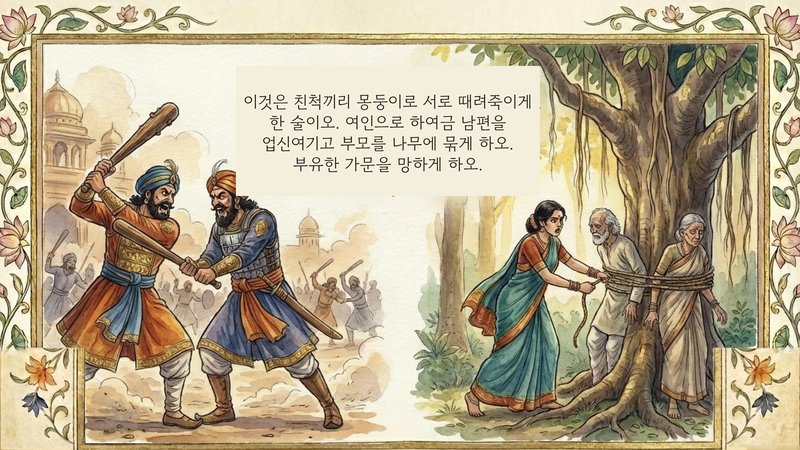 이것은 친척끼리 몽둥이로 서로 때려죽이게
한 술이오. 여인으로 하여금 남편을
업신여기고 부모를 나무에 묶게 하오.
부유한 가문을 망하게 하오.